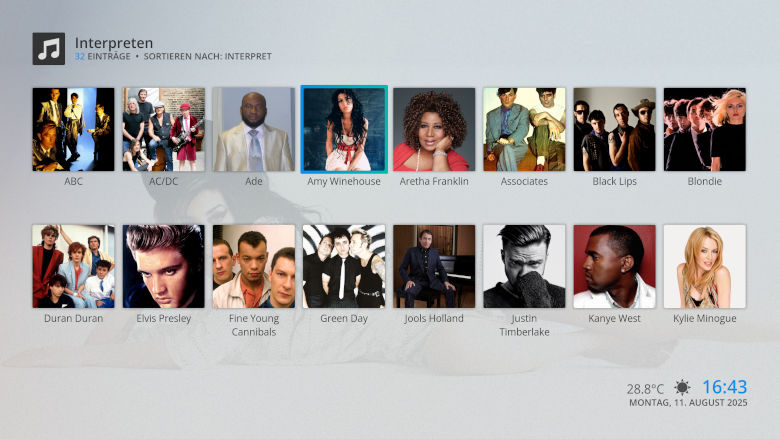 Interpreten
32 EINTRÄGE • SORTIEREN NACH: INTERPRET
ABC
AC/DC
Ade
Amy Winehouse
Aretha Franklin
Associates
Black Lips
Blondie
Duran Duran
Elvis Presley
Fine Young
Cannibals
Green Day
Jools Holland
Justin
Timberlake
Kanye West
Kylie Minogue
28.8°C
16:43
MONTAG, 11. AUGUST 2025